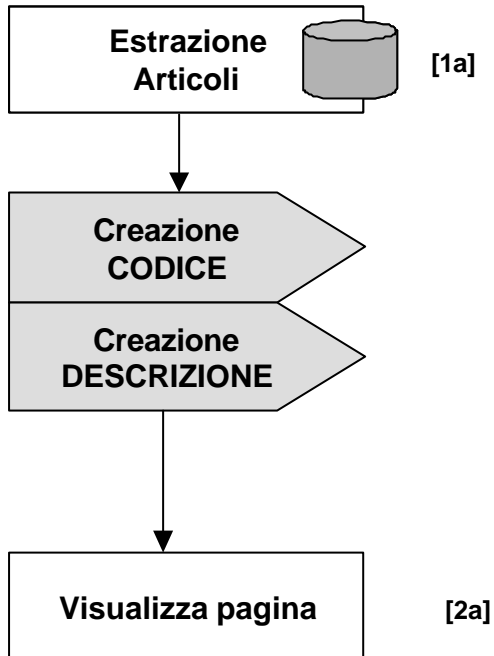 Estrazione
Articoli
[1a]
Creazione
CODICE
Creazione
DESCRIZIONE
Visualizza pagina
[2a]